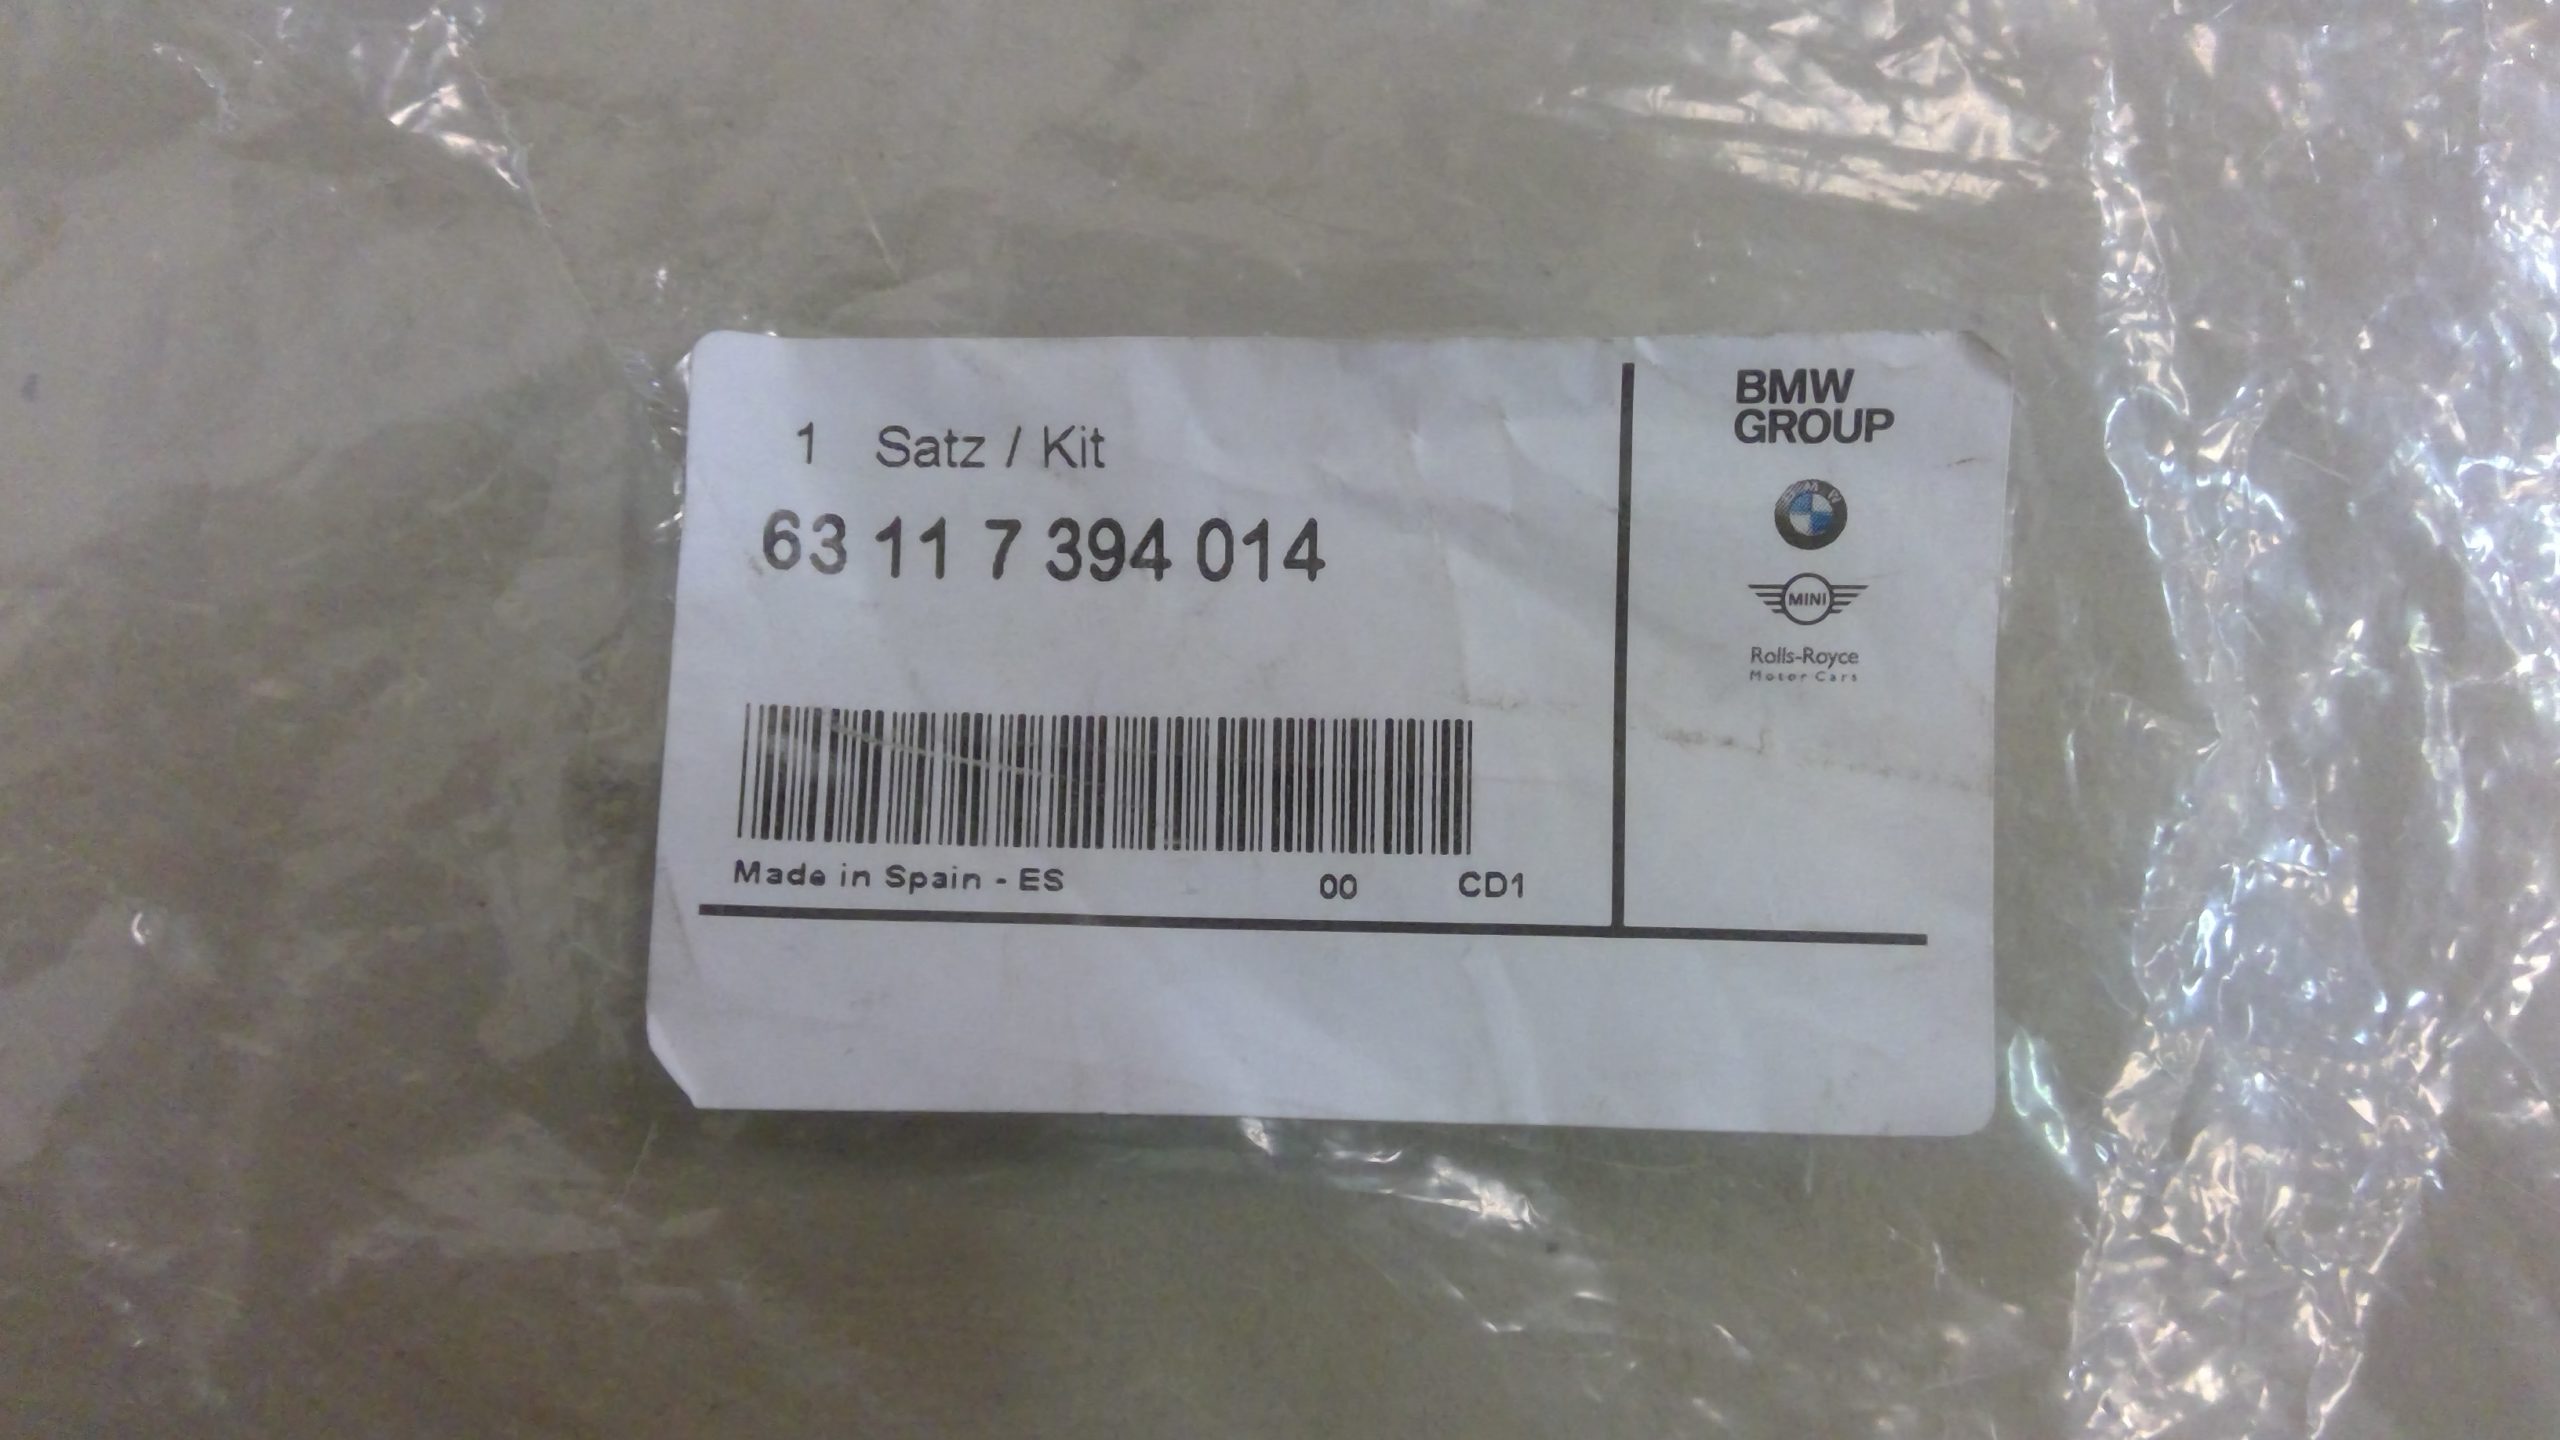 1 Satz / Kit
63 11 7 394 014
Made in Spain - ES 00 CD1
BMW
GROUP
BMW
MINI
Rolls-Royce
Motor Cars